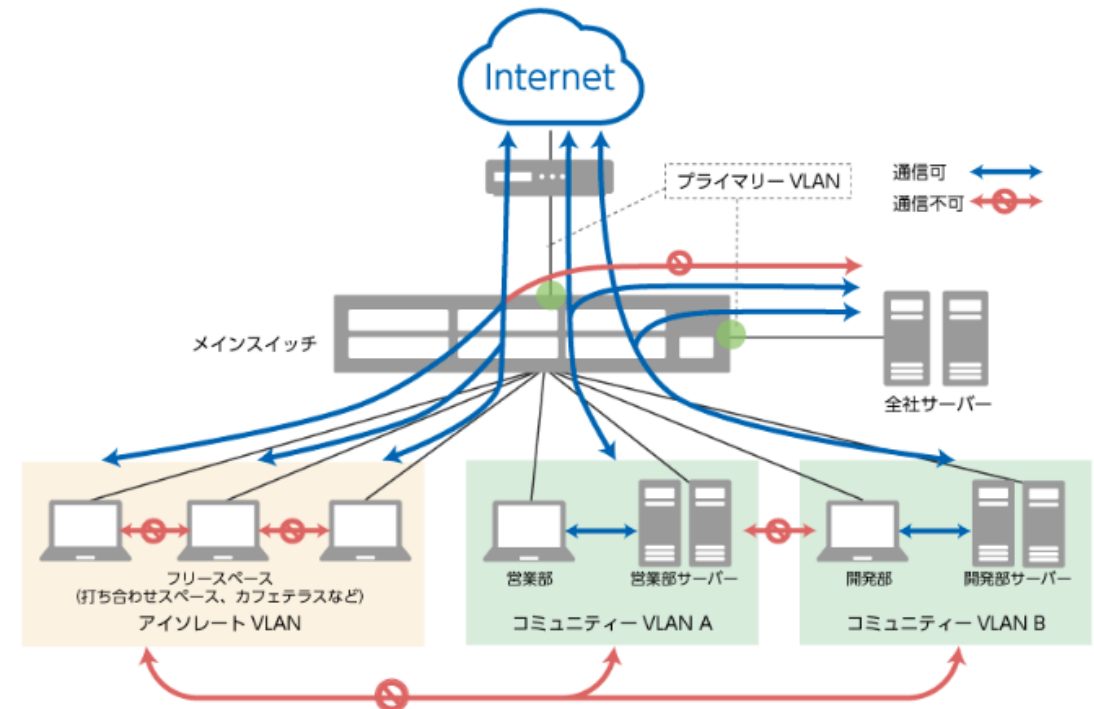 Internet
プライマリー VLAN
通信可
通信不可
メインスイッチ
全社サーバー
フリースペース
(打ち合わせスペース、カフェテラスなど)
アイソレート VLAN
営業部
営業部サーバー
コミュニティー VLAN A
開発部
開発部サーバー
コミュニティー VLAN B